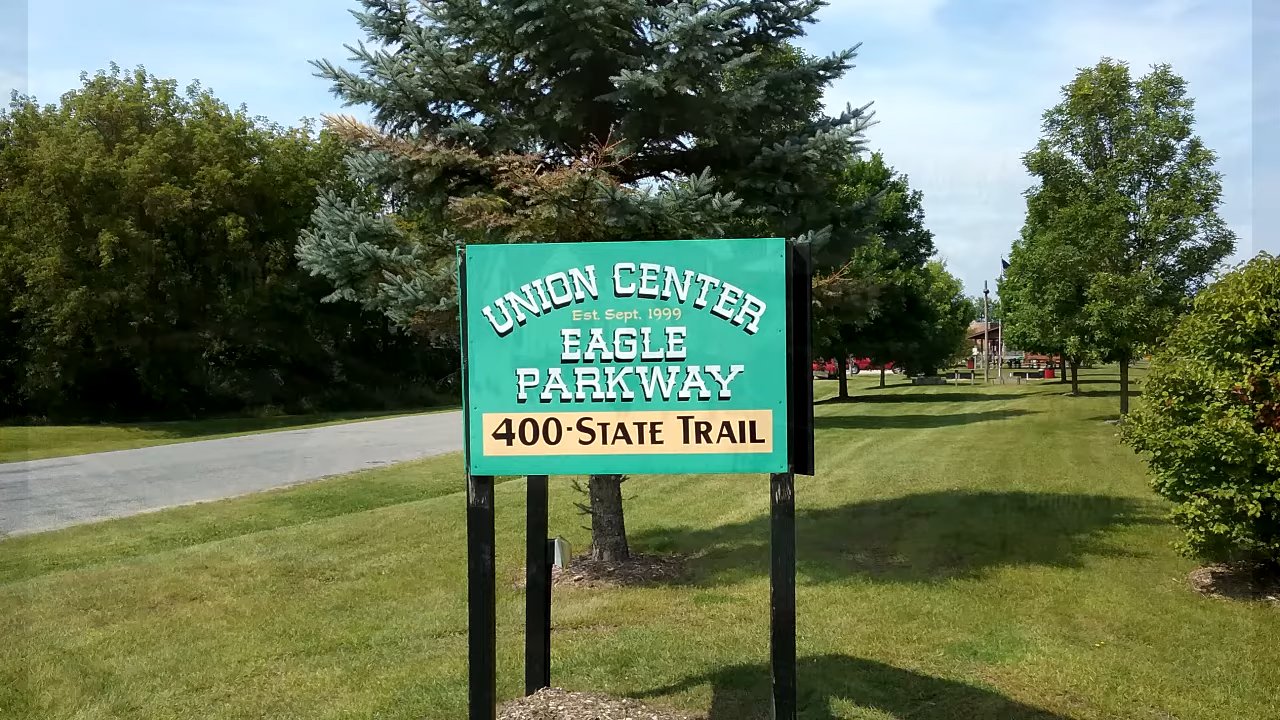 UNION CENTER
Est. Sept. 1999
EAGLE
PARKWAY
400-STATE TRAIL